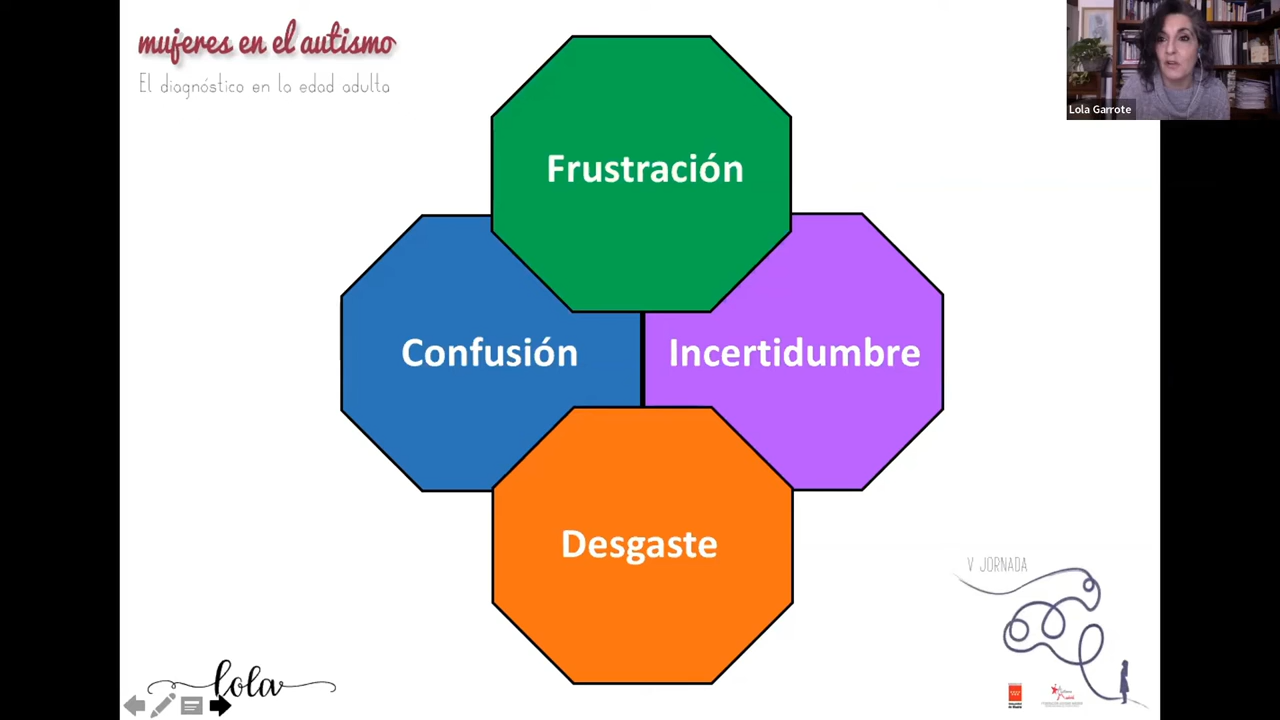 mujeres en el autismo
El diagnóstico en la edad adulta
Lola Garrote
Frustración
Confusión
Incertidumbre
Desgaste
V JORNADA
lola